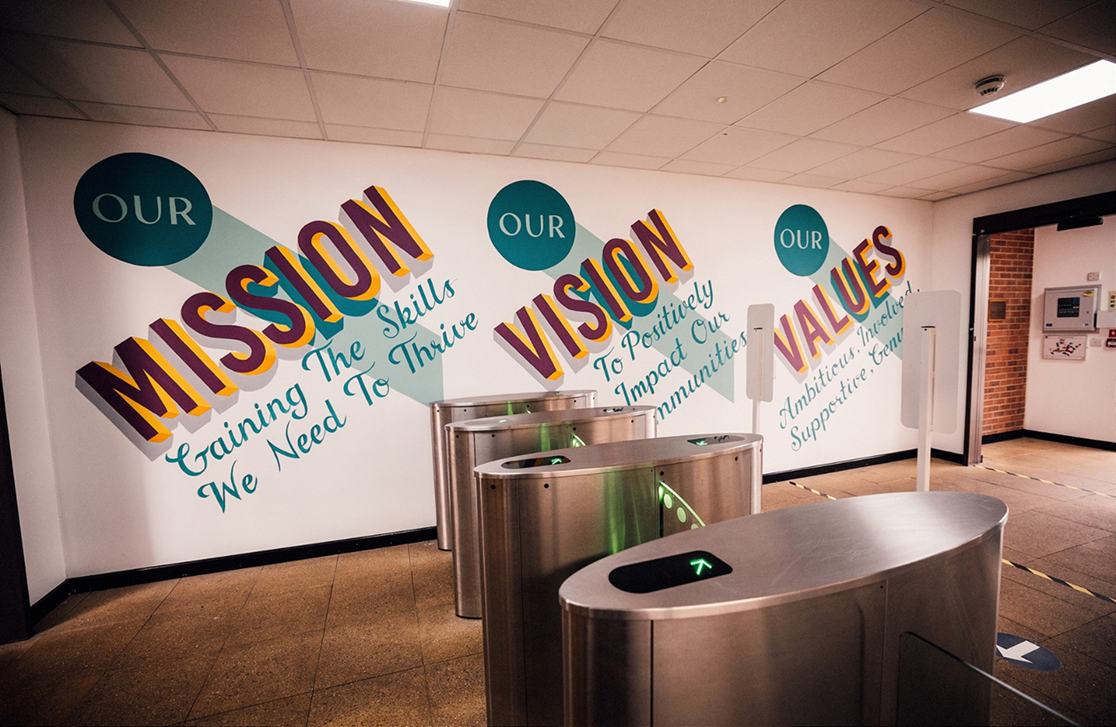 OUR
MISSION
Gaining The Skills
We Need To Thrive
OUR
VISION
To Positively
Impact Our
OUR
VALUES
Ambitious, Involved,
Supportive,